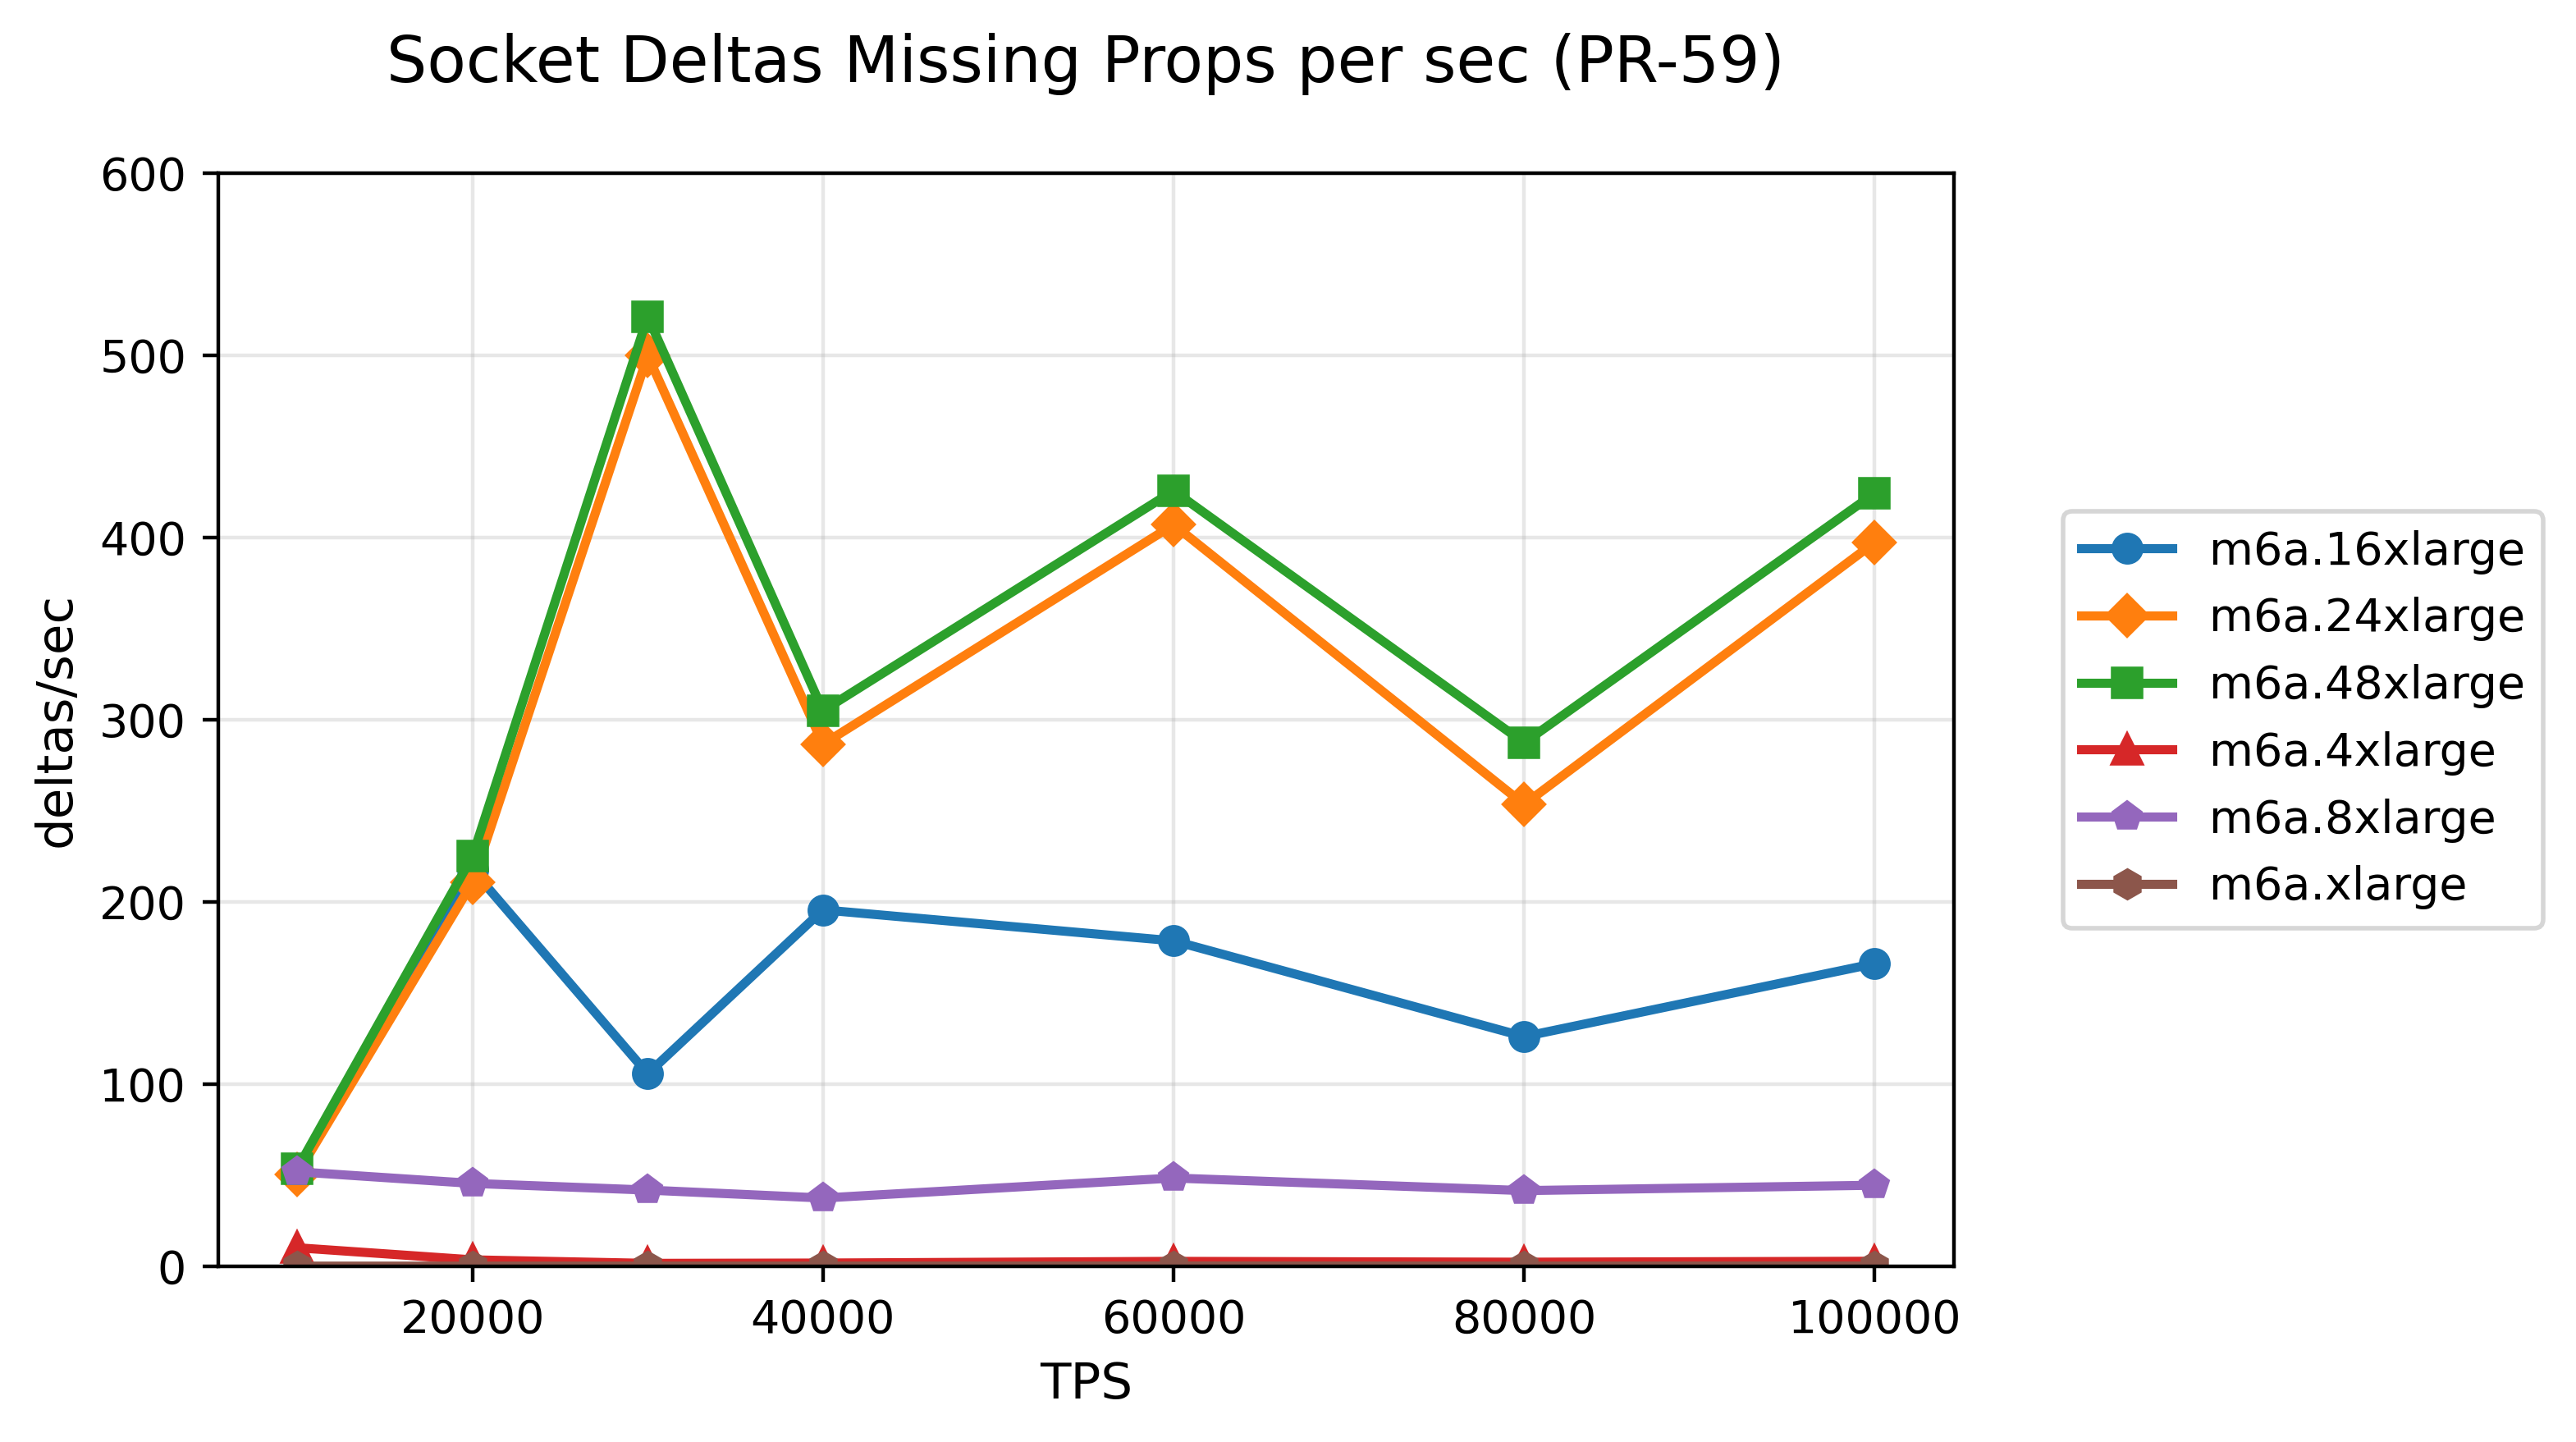 Socket Deltas Missing Props per sec (PR-59)
600
500
400
300
200
100
0
deltas/sec
20000 40000 60000 80000 100000
TPS
m6a.16xlarge
m6a.24xlarge
m6a.48xlarge
m6a.4xlarge
m6a.8xlarge
m6a.xlarge